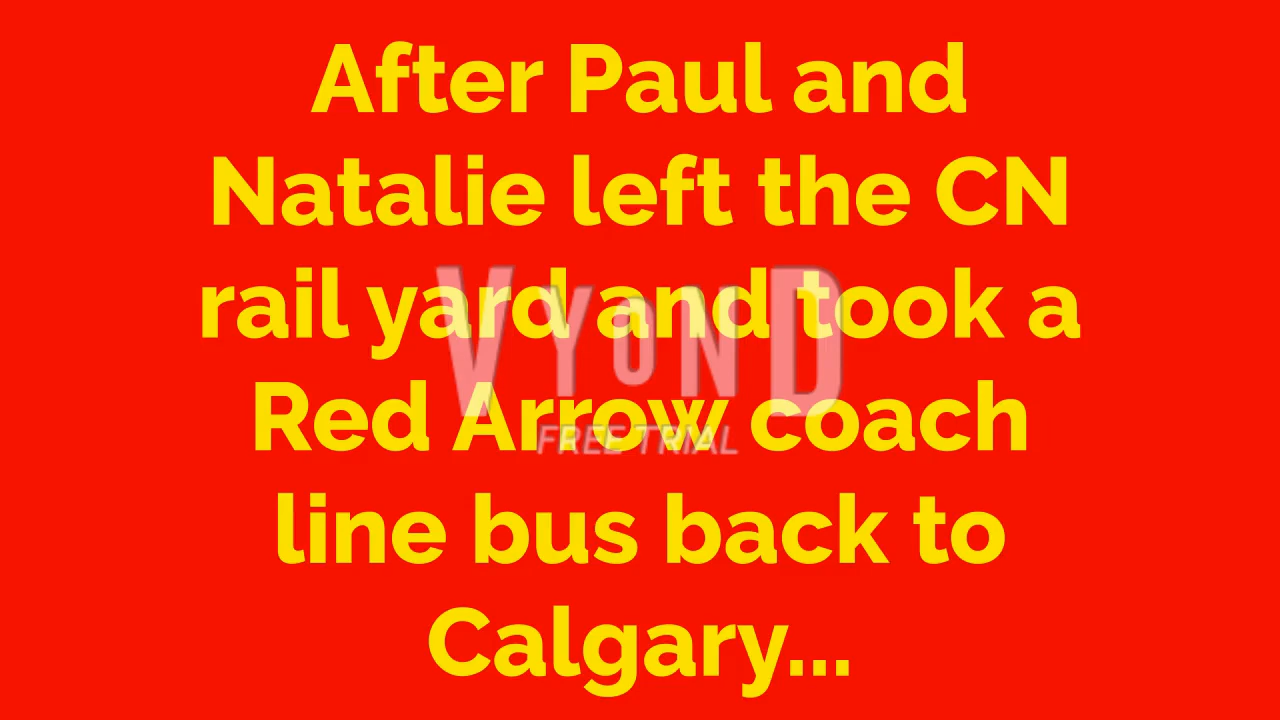 After Paul and
Natalie left the CN
rail yard and took a
VYOND
Red Arrow coach
FREE TRIAL
line bus back to
Calgary...